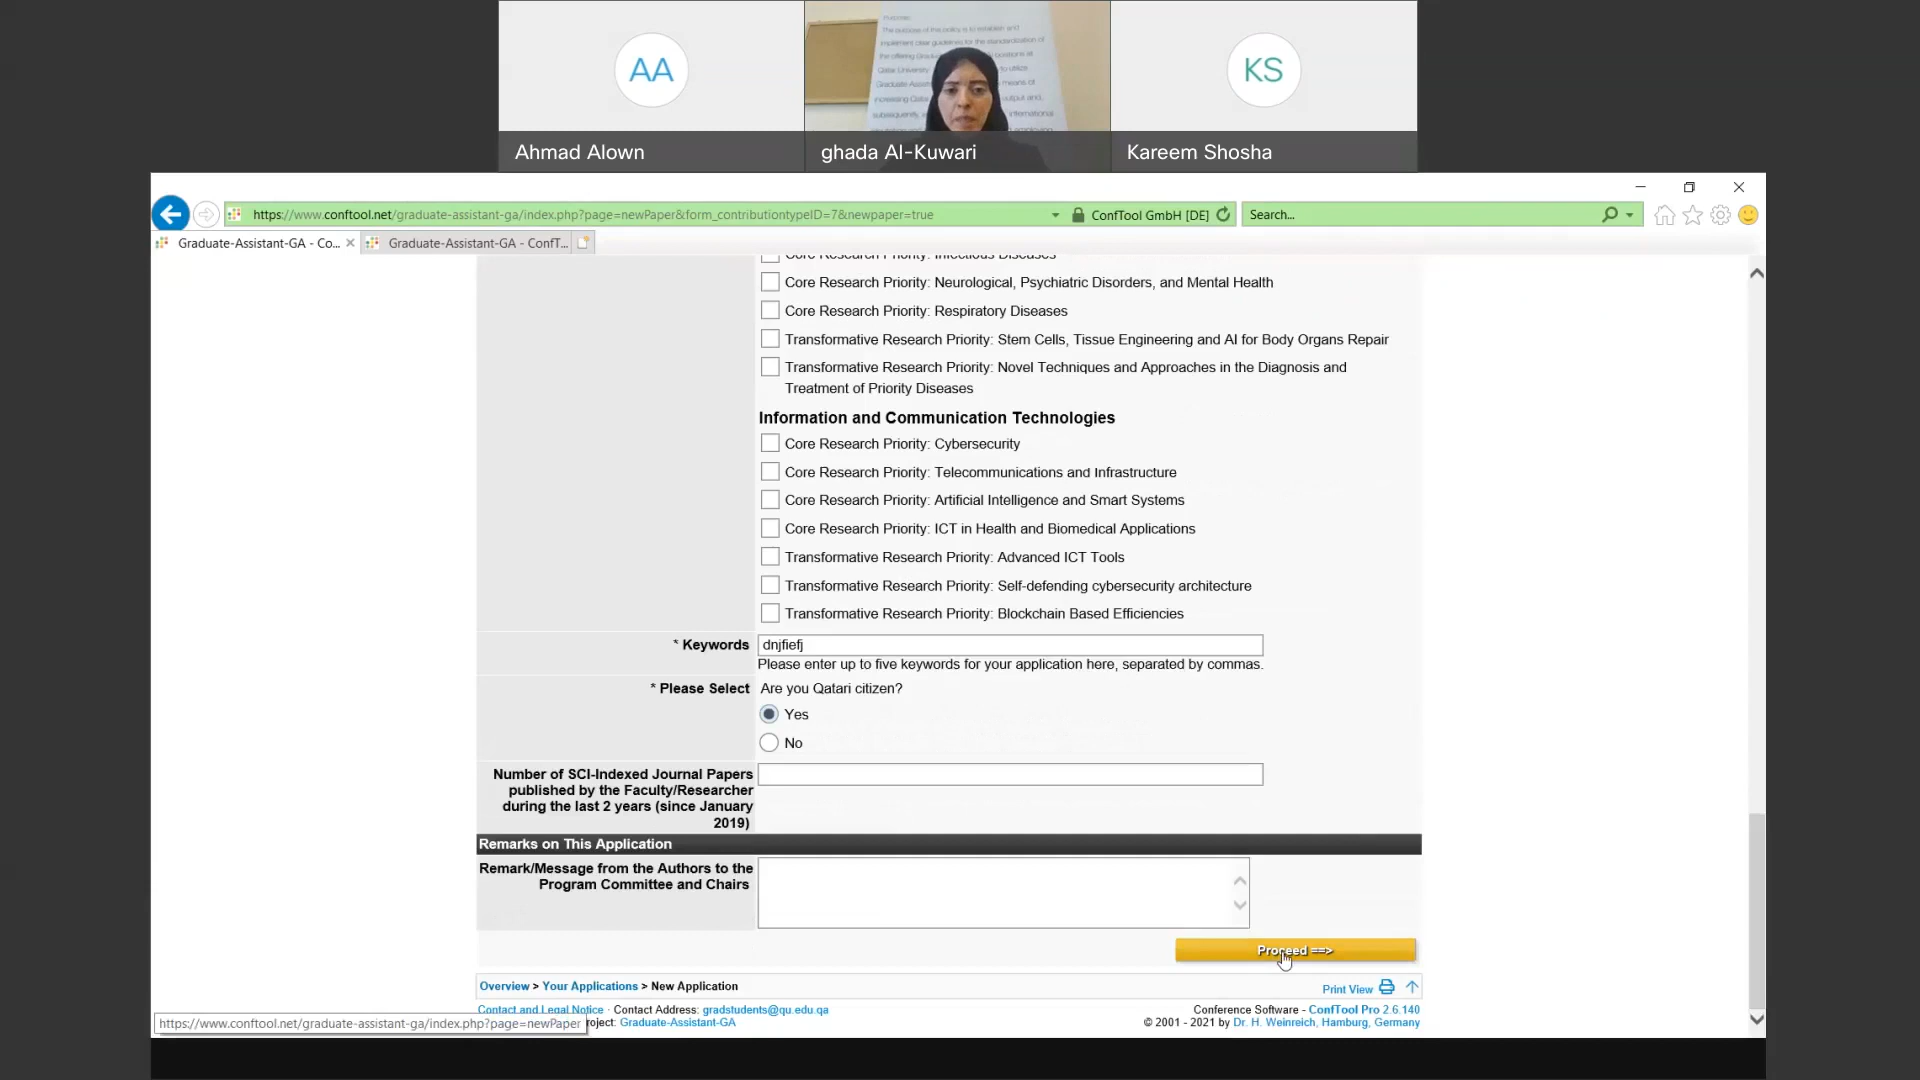 AA
KS
Ahmad Alown
ghada Al-Kuwari
Kareem Shosha
https://www.conftool.net/graduate-assistant-ga/index.php?page=newPaper&form_contributiontypeID=7&newpaper=true
ConfTool GmbH [DE]
Search...
Graduate-Assistant-GA - Co...
Graduate-Assistant-GA - ConfT...
Core Research Priority: Infectious Diseases
Core Research Priority: Neurological, Psychiatric Disorders, and Mental Health
Core Research Priority: Respiratory Diseases
Transformative Research Priority: Stem Cells, Tissue Engineering and AI for Body Organs Repair
Transformative Research Priority: Novel Techniques and Approaches in the Diagnosis and
Treatment of Priority Diseases
Information and Communication Technologies
Core Research Priority: Cybersecurity
Core Research Priority: Telecommunications and Infrastructure
Core Research Priority: Artificial Intelligence and Smart Systems
Core Research Priority: ICT in Health and Biomedical Applications
Transformative Research Priority: Advanced ICT Tools
Transformative Research Priority: Self-defending cybersecurity architecture
Transformative Research Priority: Blockchain Based Efficiencies
* Keywords
dnjfiefj
Please enter up to five keywords for your application here, separated by commas.
* Please Select
Are you Qatari citizen?
Yes
No
Number of SCI-Indexed Journal Papers
published by the Faculty/Researcher
during the last 2 years (since January
2019)
Remarks on This Application
Remark/Message from the Authors to the
Program Committee and Chairs
Proceed ==>
Overview > Your Applications > New Application
Print View
Contact and Legal Notice · Contact Address: gradstudents@qu.edu.qa
Conference Software - ConfTool Pro 2.6.140
https://www.conftool.net/graduate-assistant-ga/index.php?page=newPaper
roject: Graduate-Assistant-GA
© 2001 - 2021 by Dr. H. Weinreich, Hamburg, Germany